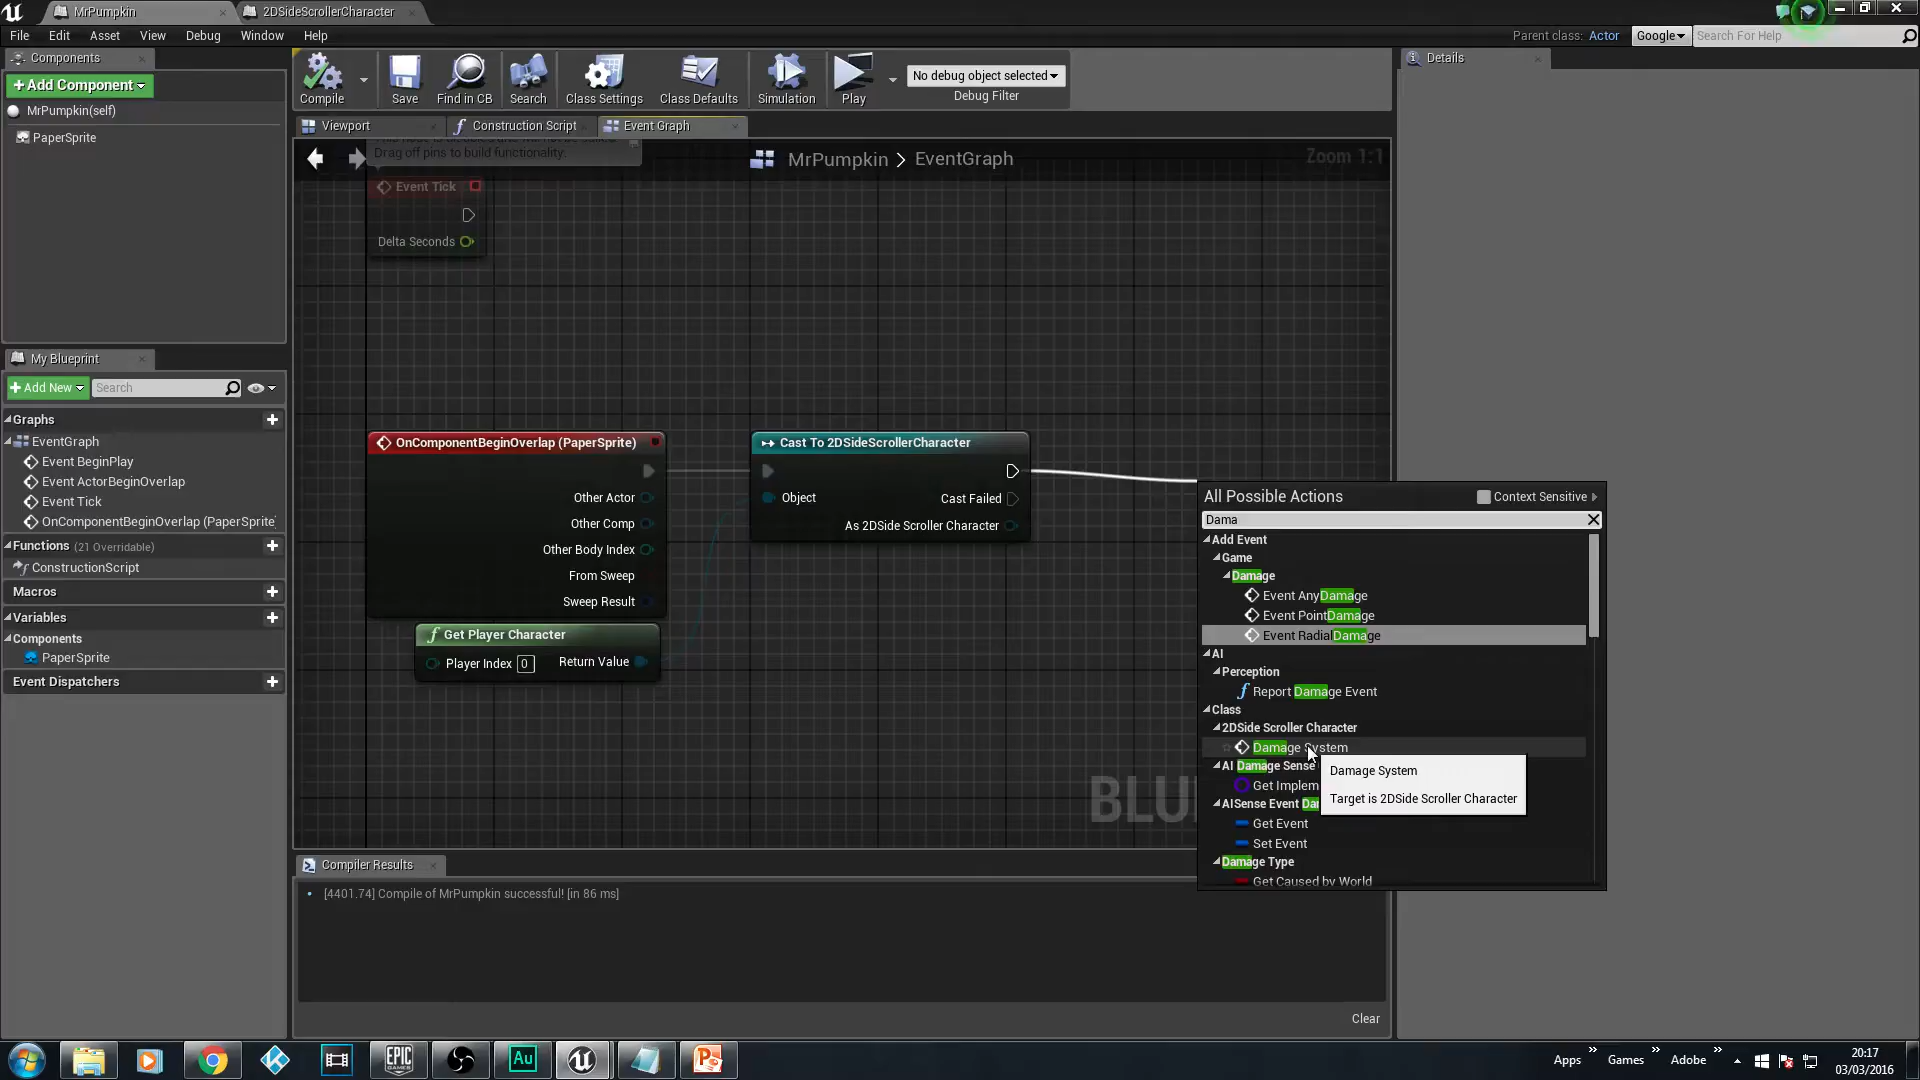 MrPumpkin
2DSideScrollerCharacter
File Edit Asset View Debug Window Help
Parent class: Actor Google Search For Help
Components
Details
+Add Component
MrPumpkin(self)
PaperSprite
Compile
Save
Find in CB
Search
Class Settings
Class Defaults
Simulation
Play
No debug object selected
Debug Filter
Viewport
Construction Script
Event Graph
Drag off pins to build functionality.
MrPumpkin > EventGraph
Zoom 1:1
Event Tick
Delta Seconds
My Blueprint
+Add New
Search
Graphs
EventGraph
Event BeginPlay
Event ActorBeginOverlap
Event Tick
OnComponentBeginOverlap (PaperSprite)
Functions (21 Overridable)
ConstructionScript
Macros
Variables
Components
PaperSprite
Event Dispatchers
OnComponentBeginOverlap (PaperSprite)
Other Actor
Other Comp
Other Body Index
From Sweep
Sweep Result
Cast To 2DSideScrollerCharacter
Object
Cast Failed
As 2DSide Scroller Character
Get Player Character
Player Index 0
Return Value
All Possible Actions
Context Sensitive
Dama
Add Event
Game
Damage
Event AnyDamage
Event PointDamage
Event RadialDamage
AI
Perception
Report Damage Event
Class
2DSide Scroller Character
Damage System
AI Damage Sense
Get Implem
AISense Event Da
Get Event
Set Event
Damage Type
Get Caused by World
Damage System
Target is 2DSide Scroller Character
BLU
Compiler Results
[4401.74] Compile of MrPumpkin successful! [in 86 ms]
Clear
EPIC
GAMES
Au
Apps
Games
Adobe
20:17
03/03/2016